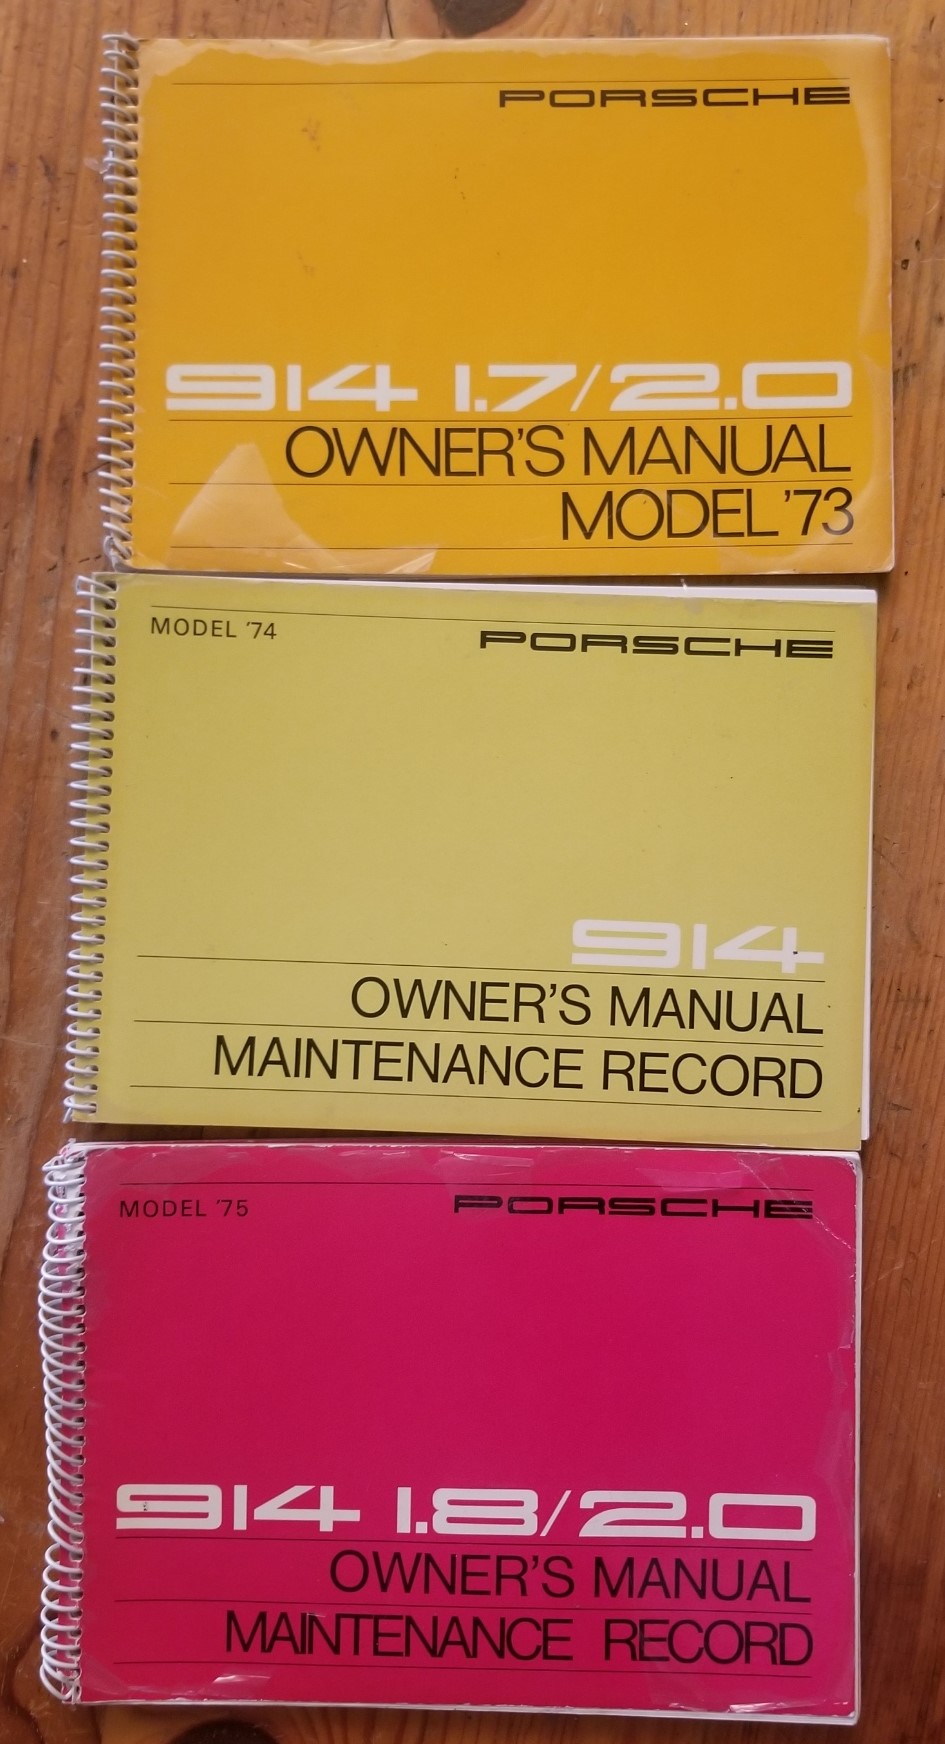 PORSCHE
914 1.7/2.0
OWNER'S MANUAL
MODEL '73
MODEL '74 PORSCHE
914
OWNER'S MANUAL
MAINTENANCE RECORD
MODEL '75 PORSCHE
914 1.8/2.0
OWNER'S MANUAL
MAINTENANCE RECORD